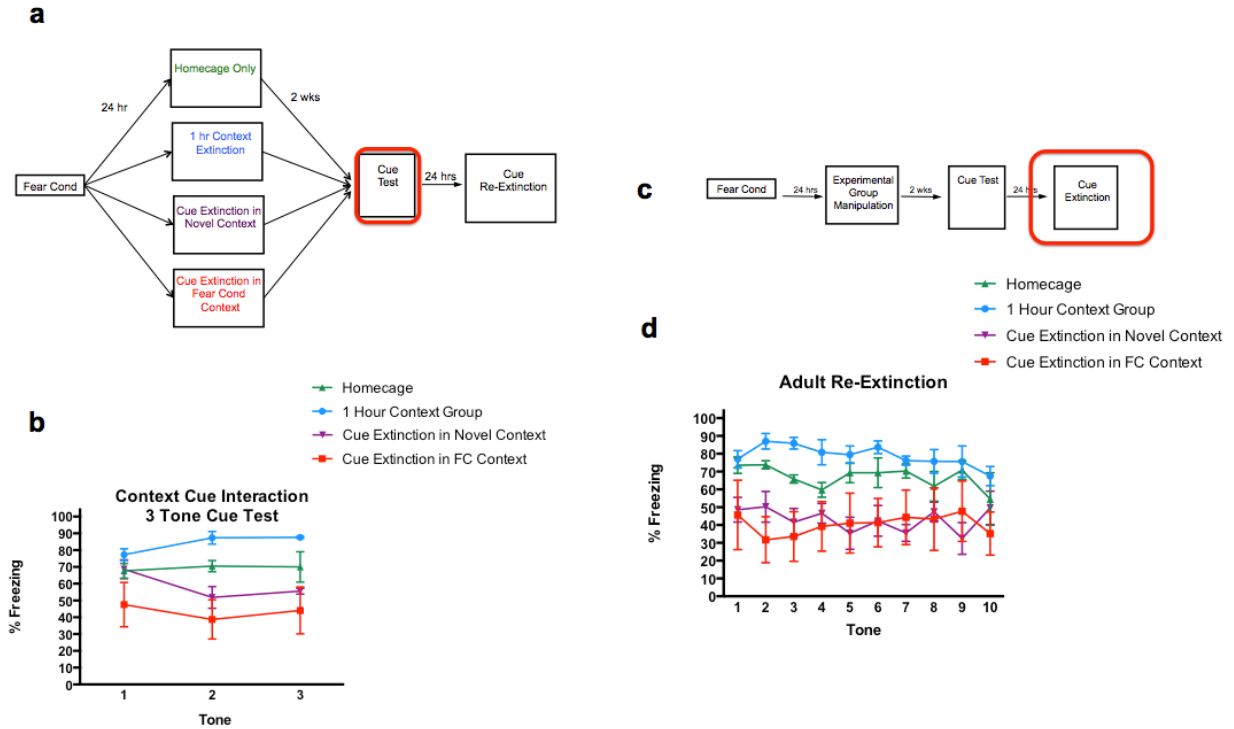 a
Homecage Only
24 hr
2 wks
1 hr Context
Extinction
Fear Cond
Cue
Test
24 hrs
Cue
Re-Extinction
Cue Extinction in
Novel Context
Cue Extinction in
Fear Cond
Context
b
Homecage
1 Hour Context Group
Cue Extinction in Novel Context
Cue Extinction in FC Context
Context Cue Interaction
3 Tone Cue Test
% Freezing
100
90
80
70
60
50
40
30
20
10
0
1 2 3
Tone
c
Fear Cond
24 hrs
Experimental
Group
Manipulation
2 wks
Cue Test
24 hrs
Cue
Extinction
Homecage
1 Hour Context Group
Cue Extinction in Novel Context
Cue Extinction in FC Context
d
Adult Re-Extinction
% Freezing
100
90
80
70
60
50
40
30
20
10
0
1 2 3 4 5 6 7 8 9 10
Tone